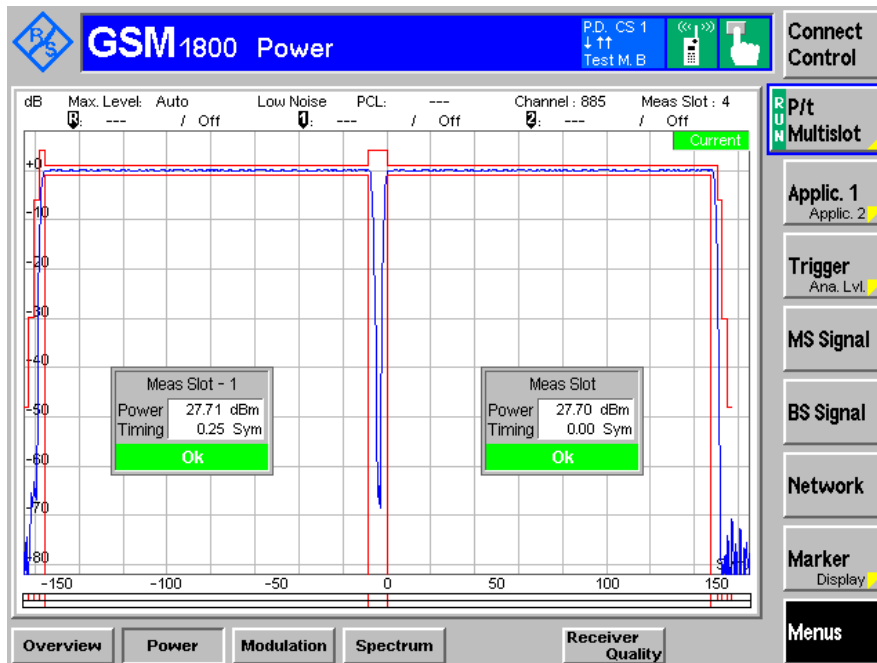 R&S
GSM 1800 Power
P.D. CS 1
↓ ↑↑
Test M. B
Connect Control
dB Max. Level: Auto Low Noise PCL: --- Channel : 885 Meas Slot : 4
R: --- / Off 1: --- / Off 2: --- / Off
Current
RUN
P/t Multislot
Applic. 1
Applic. 2
Trigger
Ana. Lvl.
MS Signal
BS Signal
Network
Marker
Display
Menus
+0
-10
-20
-30
-40
-50
-60
-70
-80
Meas Slot - 1
Power 27.71 dBm
Timing 0.25 Sym
Ok
Meas Slot
Power 27.70 dBm
Timing 0.00 Sym
Ok
-150 -100 -50 0 50 100 150
Overview Power Modulation Spectrum Receiver Quality